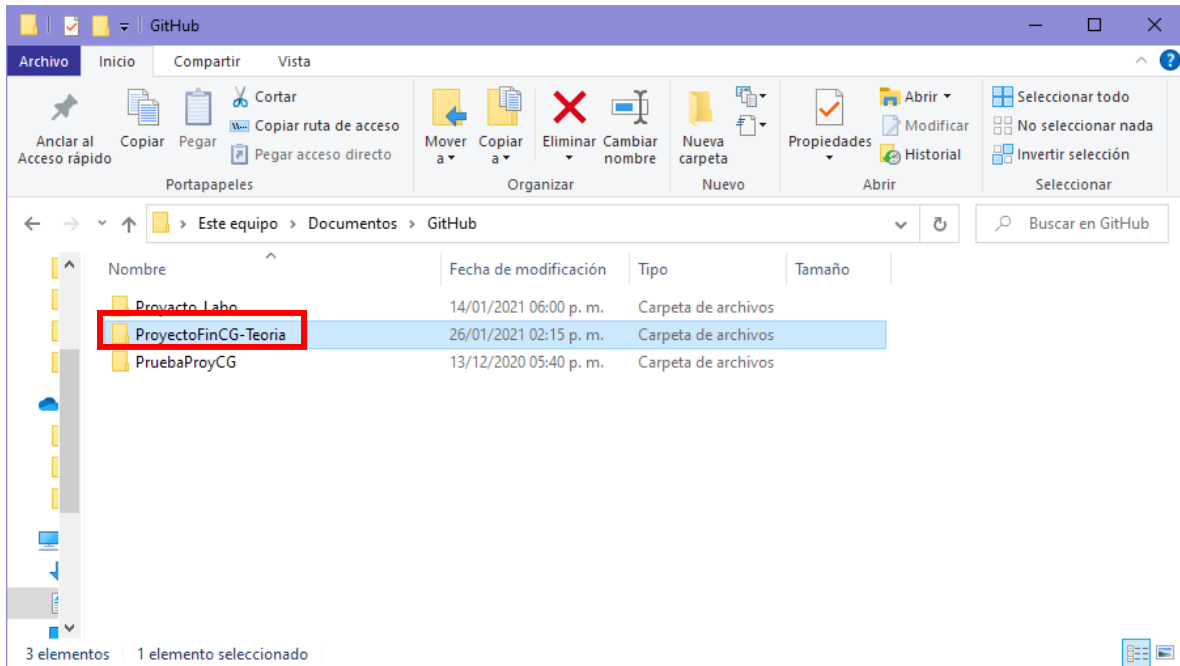 GitHub
Archivo Inicio Compartir Vista ?
Anclar al Acceso rápido
Copiar
Pegar
Cortar
Copiar ruta de acceso
Pegar acceso directo
Mover a
Copiar a
Eliminar
Cambiar nombre
Nueva carpeta
Propiedades
Abrir
Modificar
Historial
Seleccionar todo
No seleccionar nada
Invertir selección
Portapapeles Organizar Nuevo Abrir Seleccionar
Este equipo > Documentos > GitHub
Buscar en GitHub
Nombre Fecha de modificación Tipo Tamaño
Proyacto_Labo 14/01/2021 06:00 p. m. Carpeta de archivos
ProyectoFinCG-Teoria 26/01/2021 02:15 p. m. Carpeta de archivos
PruebaProyCG 13/12/2020 05:40 p. m. Carpeta de archivos
3 elementos 1 elemento seleccionado